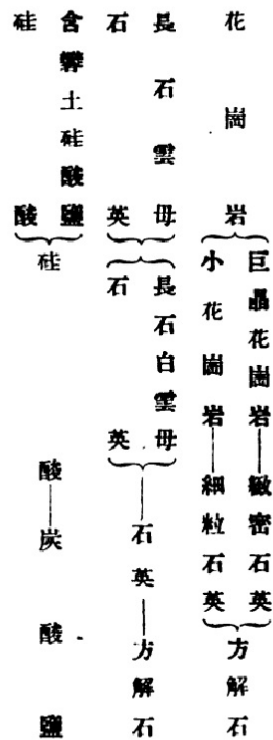 花崗岩
巨晶花崗岩——緻密石英
小花崗岩——細粒石英
方解石
長石雲母
石英
長石白雲母
石英
石英——方解石
含礬土硅酸鹽
硅酸
硅酸——炭酸鹽